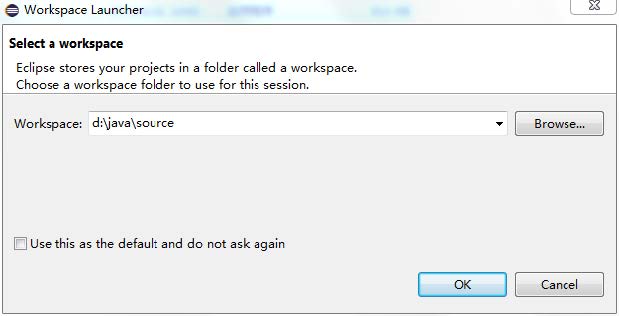 Workspace Launcher
Select a workspace
Eclipse stores your projects in a folder called a workspace.
Choose a workspace folder to use for this session.
Workspace: d:\java\source Browse...
Use this as the default and do not ask again
OK Cancel